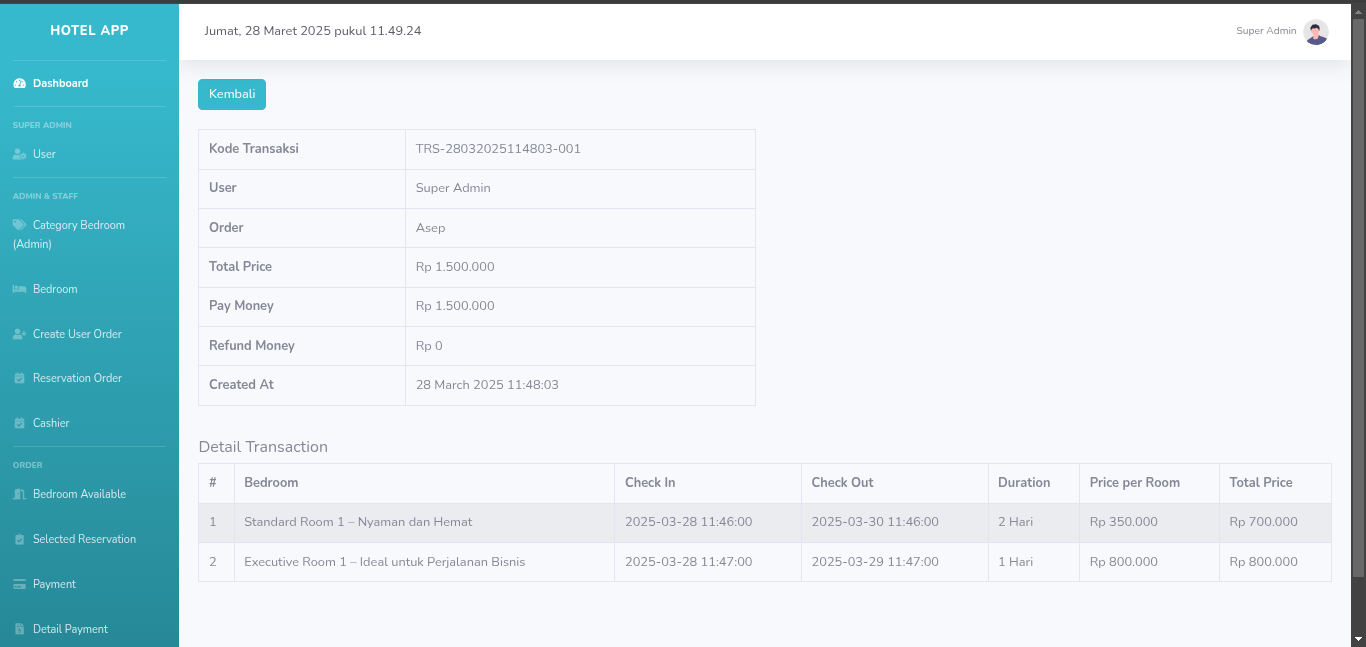 HOTEL APP
Dashboard
SUPER ADMIN
User
ADMIN & STAFF
Category Bedroom
(Admin)
Bedroom
Create User Order
Reservation Order
Cashier
ORDER
Bedroom Available
Selected Reservation
Payment
Detail Payment
Jumat, 28 Maret 2025 pukul 11.49.24
Super Admin
Kembali
Kode Transaksi TRS-28032025114803-001
User Super Admin
Order Asep
Total Price Rp 1.500.000
Pay Money Rp 1.500.000
Refund Money Rp 0
Created At 28 March 2025 11:48:03
Detail Transaction
# Bedroom Check In Check Out Duration Price per Room Total Price
1 Standard Room 1 – Nyaman dan Hemat 2025-03-28 11:46:00 2025-03-30 11:46:00 2 Hari Rp 350.000 Rp 700.000
2 Executive Room 1 – Ideal untuk Perjalanan Bisnis 2025-03-28 11:47:00 2025-03-29 11:47:00 1 Hari Rp 800.000 Rp 800.000